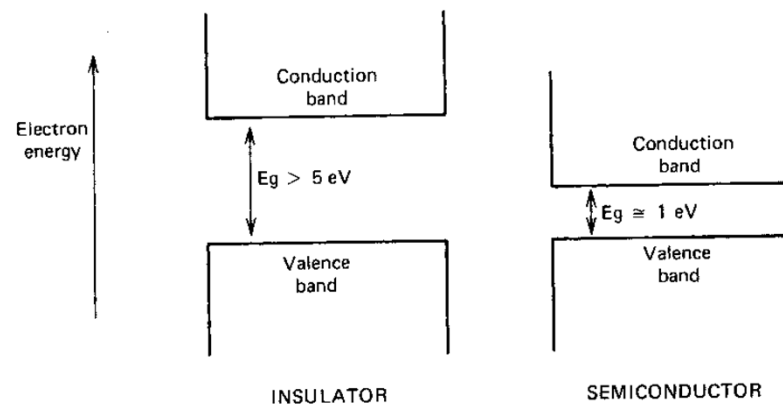 Electron
energy
Conduction
band
Eg > 5 eV
Valence
band
INSULATOR
Conduction
band
Eg ≅ 1 eV
Valence
band
SEMICONDUCTOR